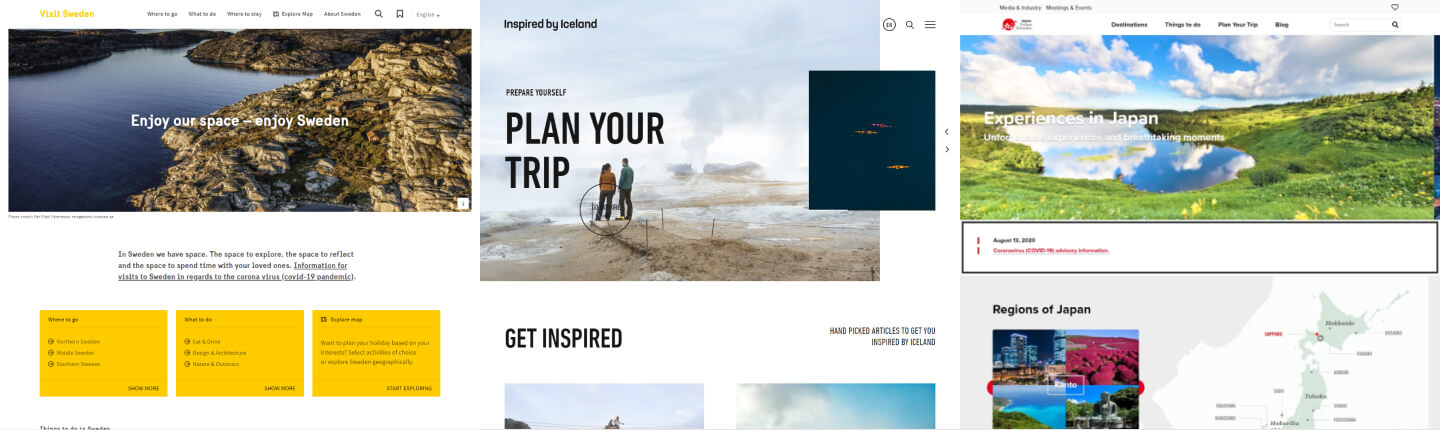 Visit Sweden
Where to go What to do Where to stay Explore Map About Sweden English
Enjoy our space – enjoy Sweden
i
In Sweden we have space. The space to explore, the space to reflect
and the space to spend time with your loved ones. Information for
visits to Sweden in regards to the corona virus (covid-19 pandemic).
Where to go
Northern Sweden
Middle Sweden
Southern Sweden
SHOW MORE
What to do
Eat & Drink
Design & Architecture
Nature & Outdoors
SHOW MORE
Explore map
Want to plan your holiday based on your
interests? Select activities of choice
or explore Sweden geographically.
START EXPLORING
Things to do in Sweden
Inspired by Iceland
EN
PREPARE YOURSELF
PLAN YOUR
TRIP
GET INSPIRED
HAND PICKED ARTICLES TO GET YOU
INSPIRED BY ICELAND
Media & Industry Meetings & Events
Japan
Destinations Things to do Plan Your Trip Blog
Search
Experiences in Japan
experiences and breathtaking moments
August 13, 2020
Coronavirus (COVID-19) advisory information.
Regions of Japan
Kanto
Hokkaido
SAPPORO
Tohoku
Hokuriku